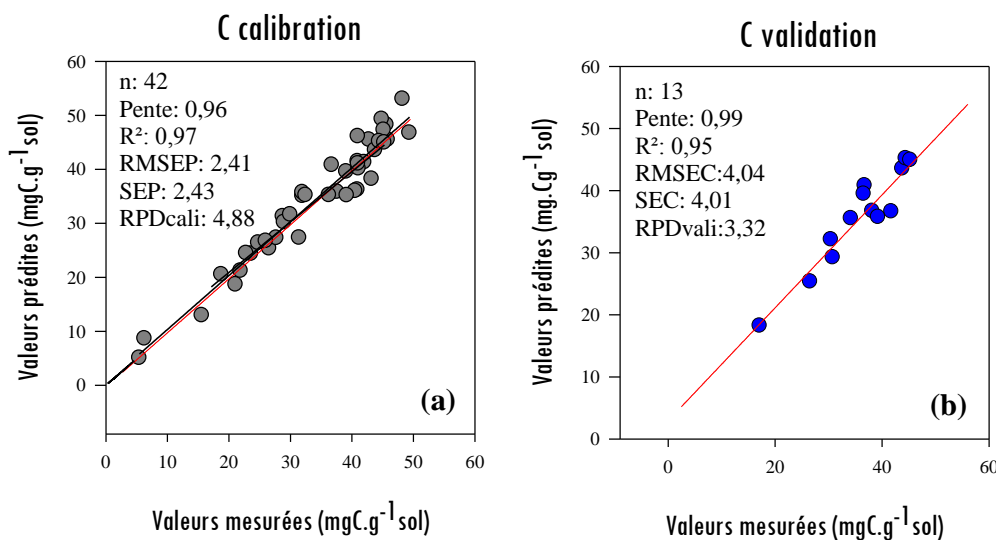 C calibration
Valeurs prédites (mgC.g⁻¹sol)
60
50
40
30
20
10
0
n: 42
Pente: 0,96
R²: 0,97
RMSEP: 2,41
SEP: 2,43
RPDcali: 4,88
(a)
0
10
20
30
40
50
60
Valeurs mesurées (mgC.g⁻¹sol)
C validation
Valeurs prédites (mg.Cg⁻¹sol)
60
50
40
30
20
10
0
n: 13
Pente: 0,99
R²: 0,95
RMSEC:4,04
SEC: 4,01
RPDvali:3,32
(b)
0
20
40
60
Valeurs mesurées (mgC.g⁻¹sol)